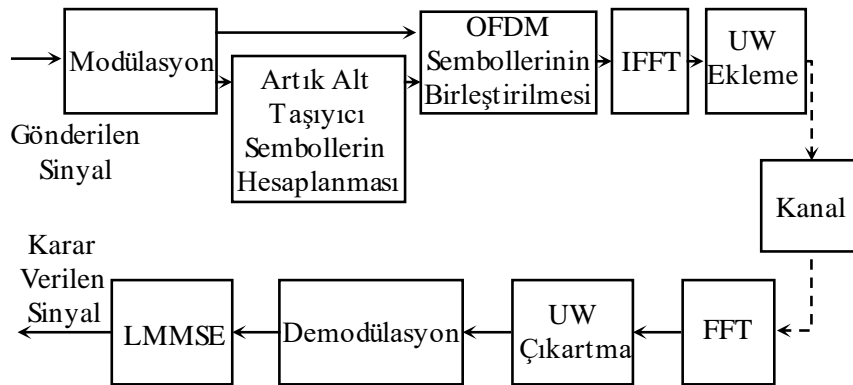 Modülasyon
Gönderilen
Sinyal
Artık Alt
Taşıyıcı
Sembollerin
Hesaplanması
OFDM
Sembollerinin
Birleştirilmesi
IFFT
UW
Ekleme
Kanal
FFT
UW
Çıkartma
Demodülasyon
LMMSE
Karar
Verilen
Sinyal